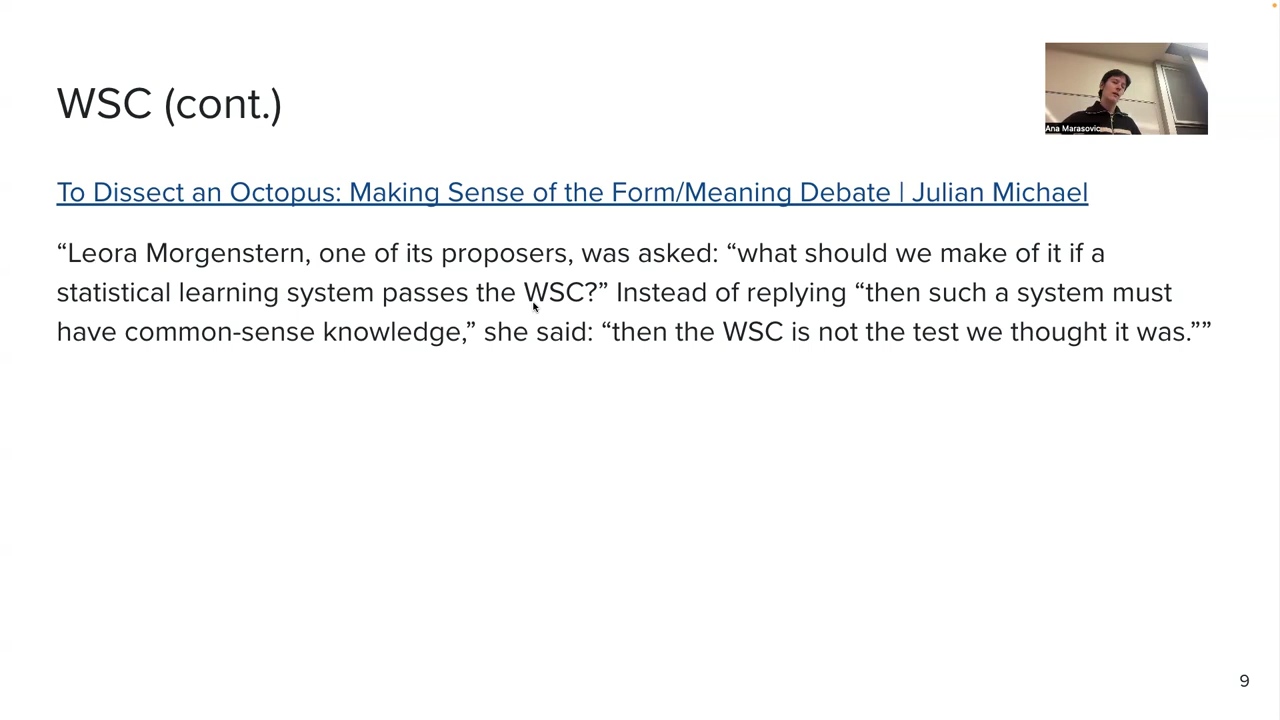 WSC (cont.)
Ana Marasovic
To Dissect an Octopus: Making Sense of the Form/Meaning Debate | Julian Michael
“Leora Morgenstern, one of its proposers, was asked: “what should we make of it if a
statistical learning system passes the WSC?” Instead of replying “then such a system must
have common-sense knowledge,” she said: “then the WSC is not the test we thought it was.””
9